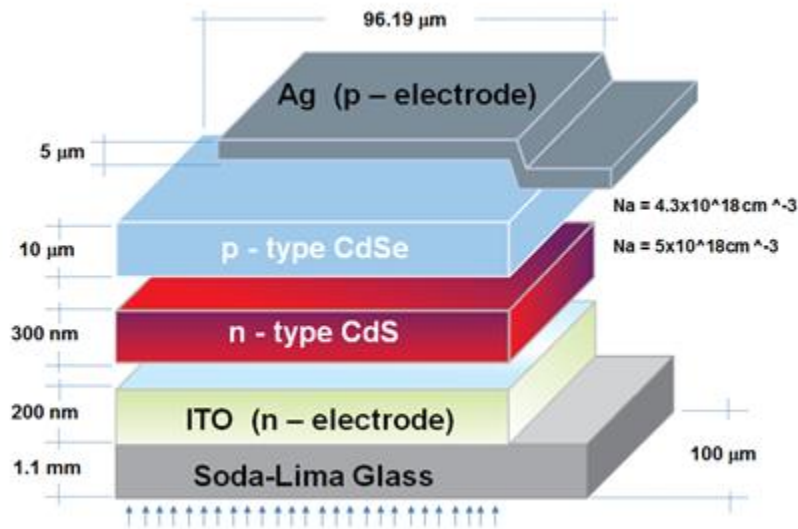 96.19 μm
Ag (p – electrode)
5 μm
Na = 4.3x10^18 cm ^-3
10 μm
p - type CdSe
Na = 5x10^18cm ^-3
300 nm
n - type CdS
200 nm
ITO (n – electrode)
1.1 mm
Soda-Lima Glass
100 μm